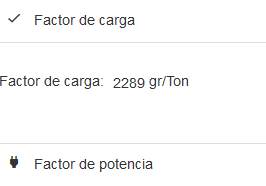 Factor de carga
Factor de carga: 2289 gr/Ton
Factor de potencia